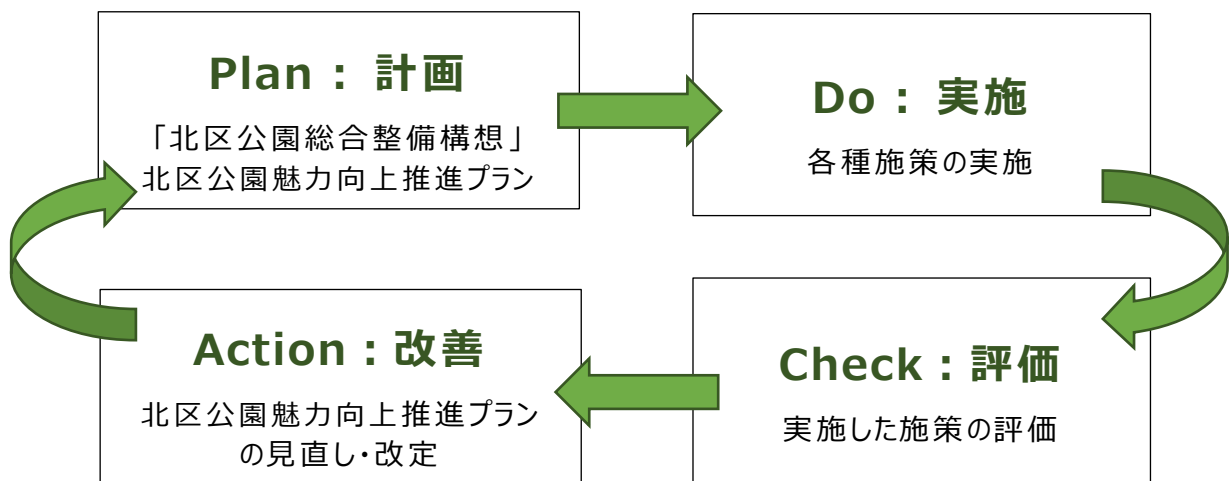 Plan : 計画
「北区公園総合整備構想」
北区公園魅力向上推進プラン
Do : 実施
各種施策の実施
Check : 評価
実施した施策の評価
Action : 改善
北区公園魅力向上推進プラン
の見直し・改定